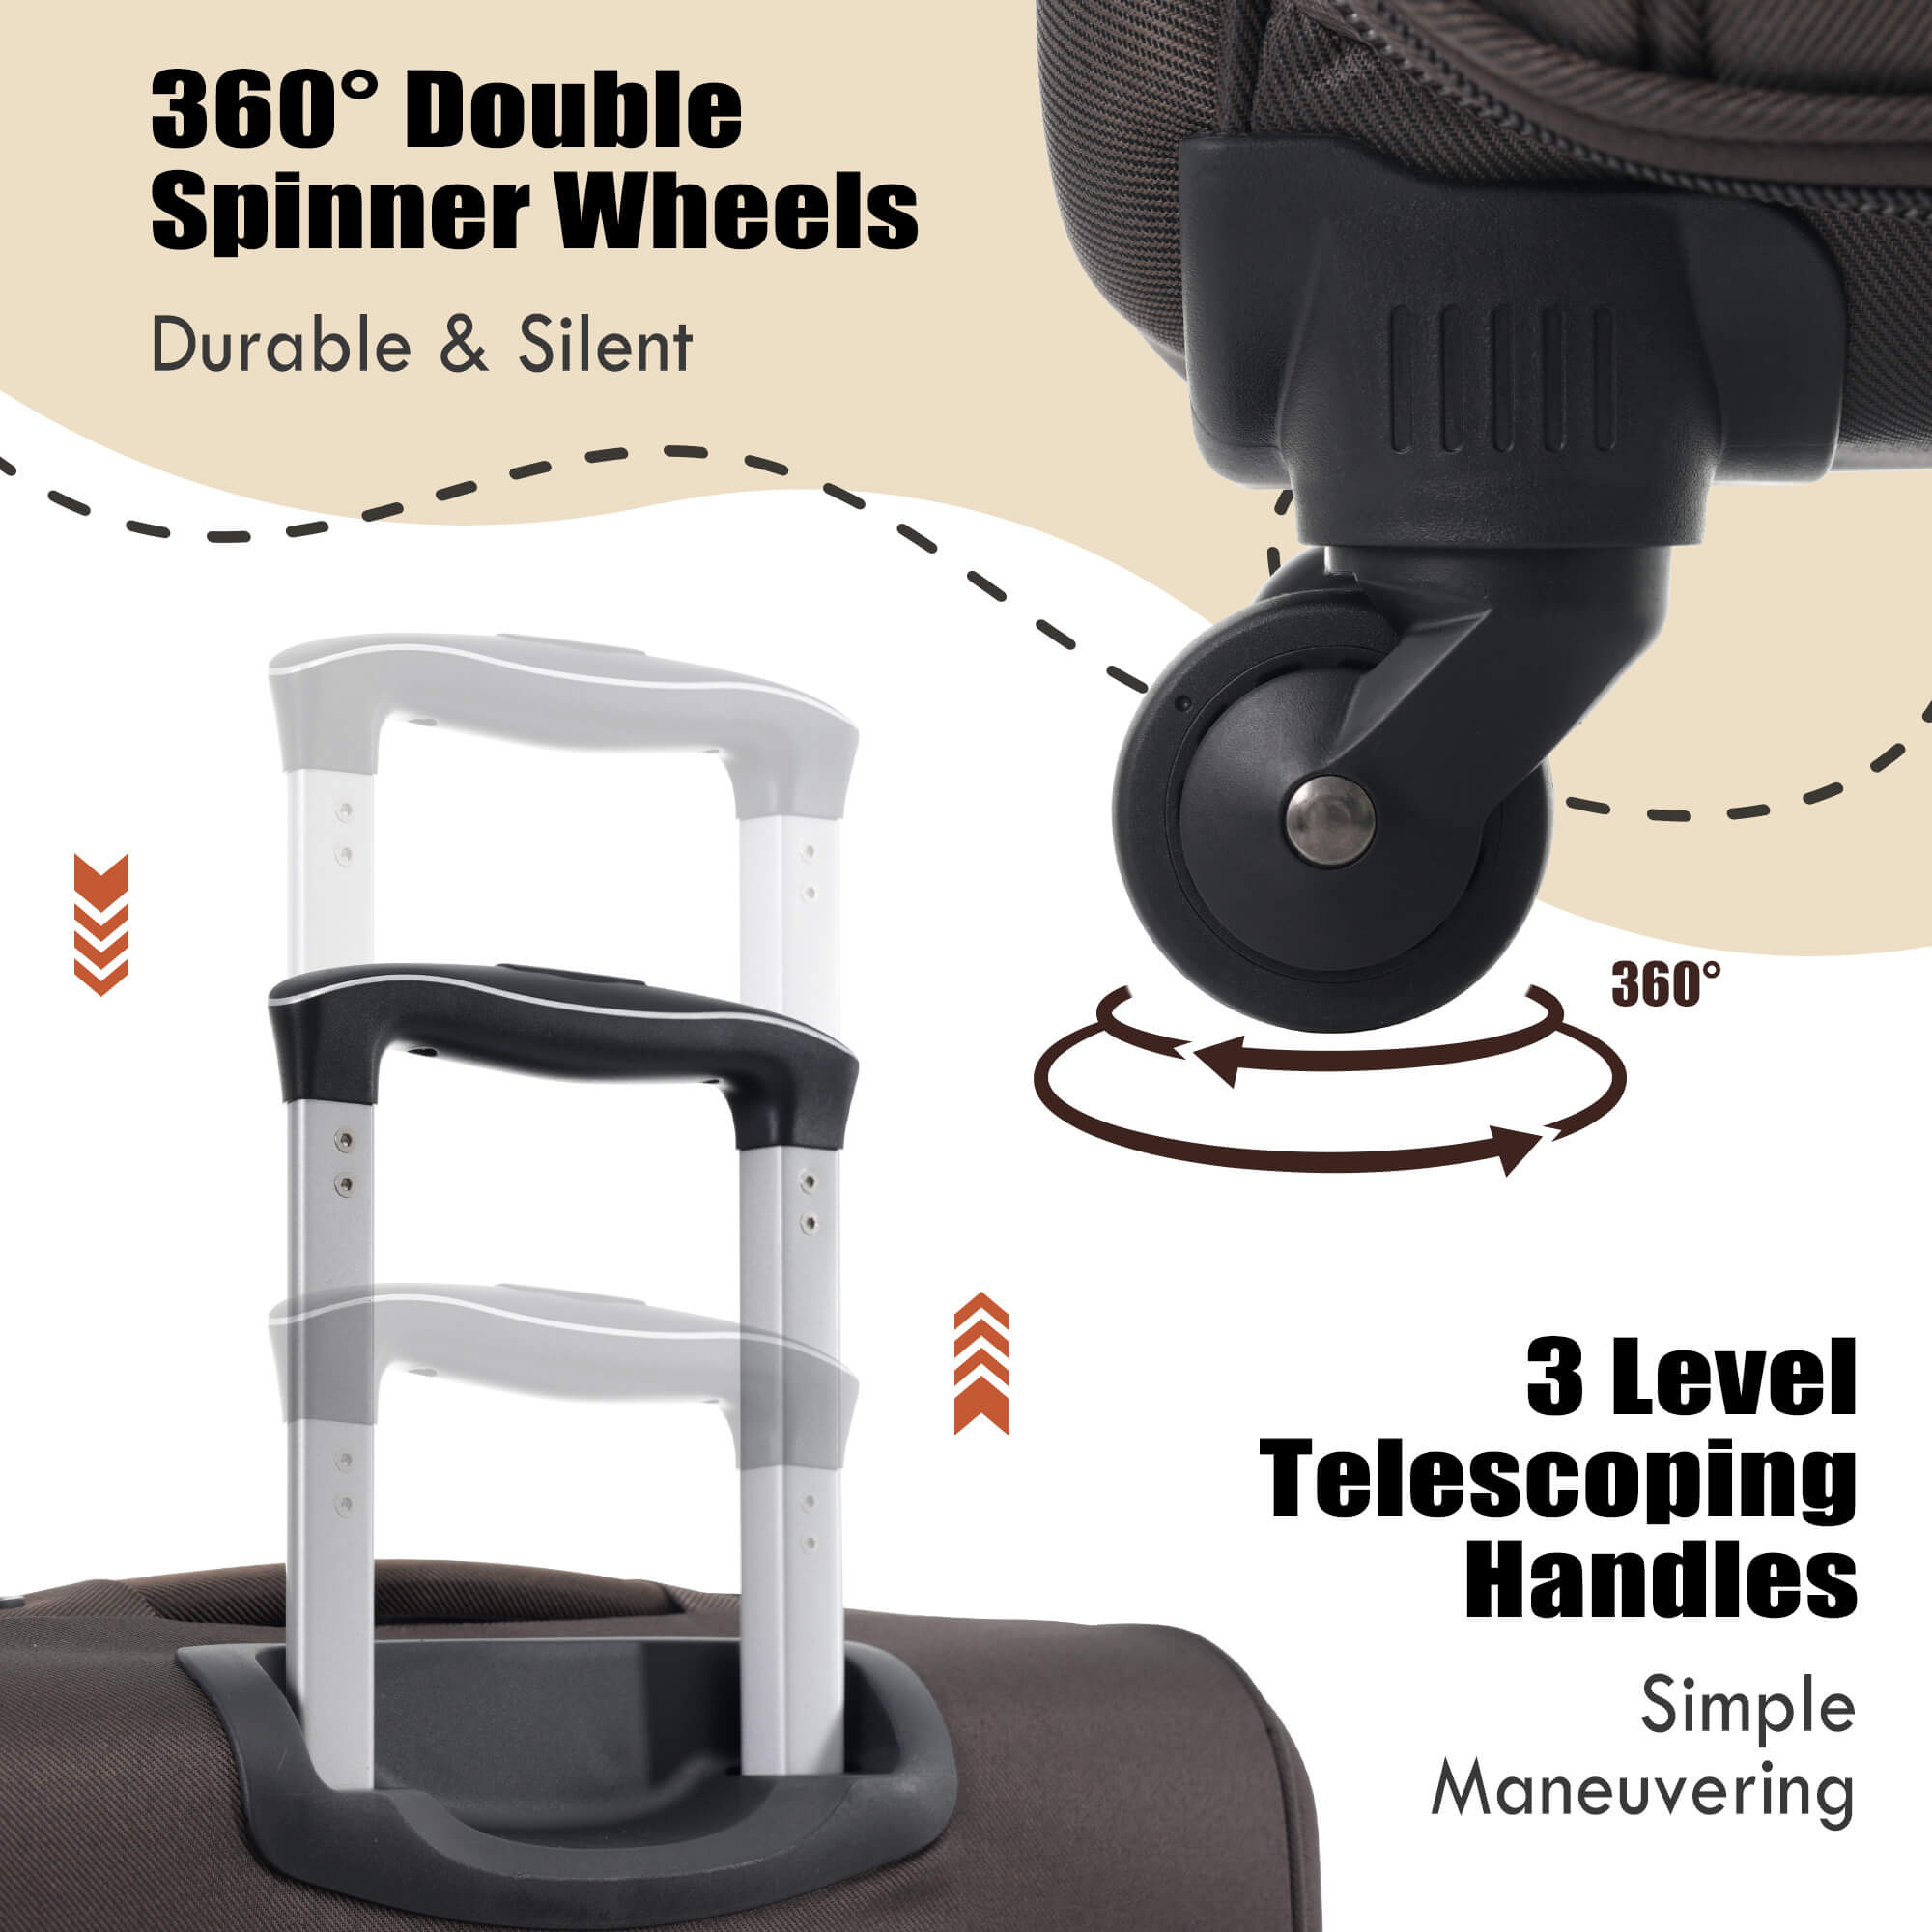 360° Double
Spinner Wheels
Durable & Silent
360°
3 Level
Telescoping
Handles
Simple
Maneuvering